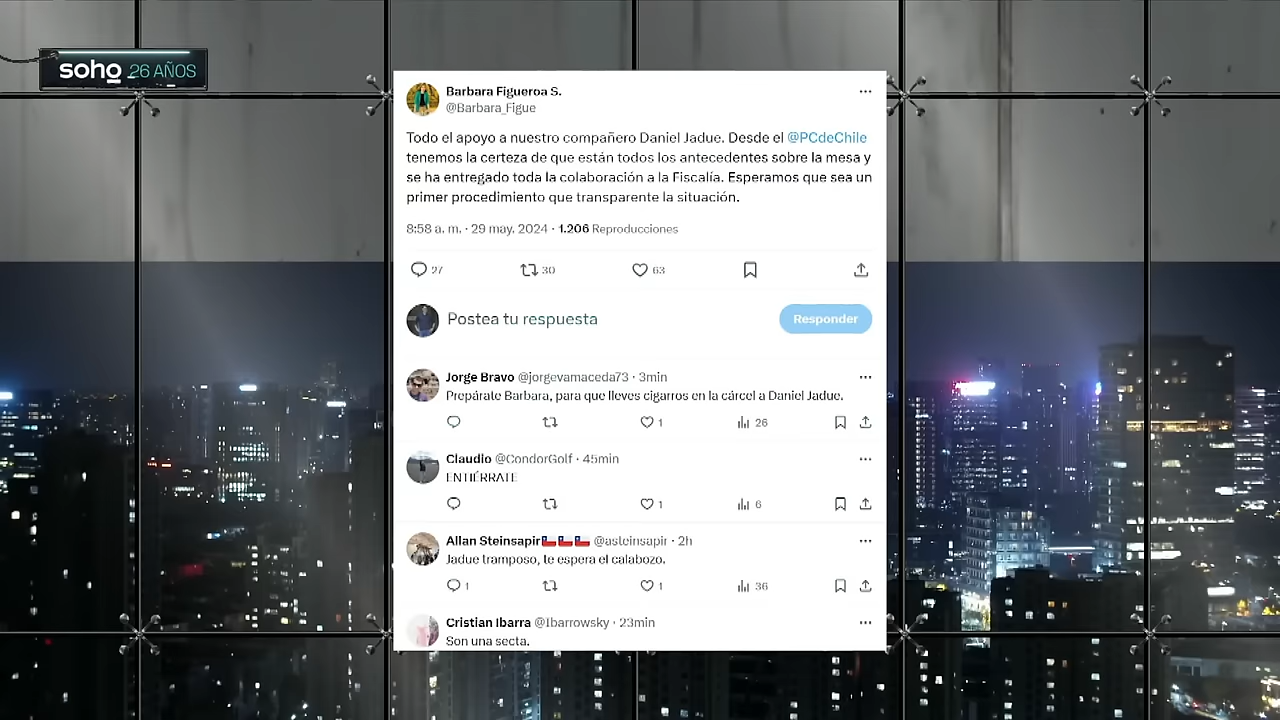 soho 26 AÑOS
Barbara Figueroa S.
@Barbara_Figue
Todo el apoyo a nuestro compañero Daniel Jadue. Desde el @PCdeChile
tenemos la certeza de que están todos los antecedentes sobre la mesa y
se ha entregado toda la colaboración a la Fiscalía. Esperamos que sea un
primer procedimiento que transparente la situación.
8:58 a. m. · 29 may. 2024 · 1.206 Reproducciones
27 30 63
Postea tu respuesta
Responder
Jorge Bravo @jorgevamaceda73 · 3min
Prepárate Barbara, para que lleves cigarros en la cárcel a Daniel Jadue.
1 26
Claudio @CondorGolf · 45min
ENTIÉRRATE
1 6
Allan Steinsapir @asteinsapir · 2h
Jadue tramposo, te espera el calabozo.
1 1 36
Cristian Ibarra @Ibarrowsky · 23min
Son una secta.